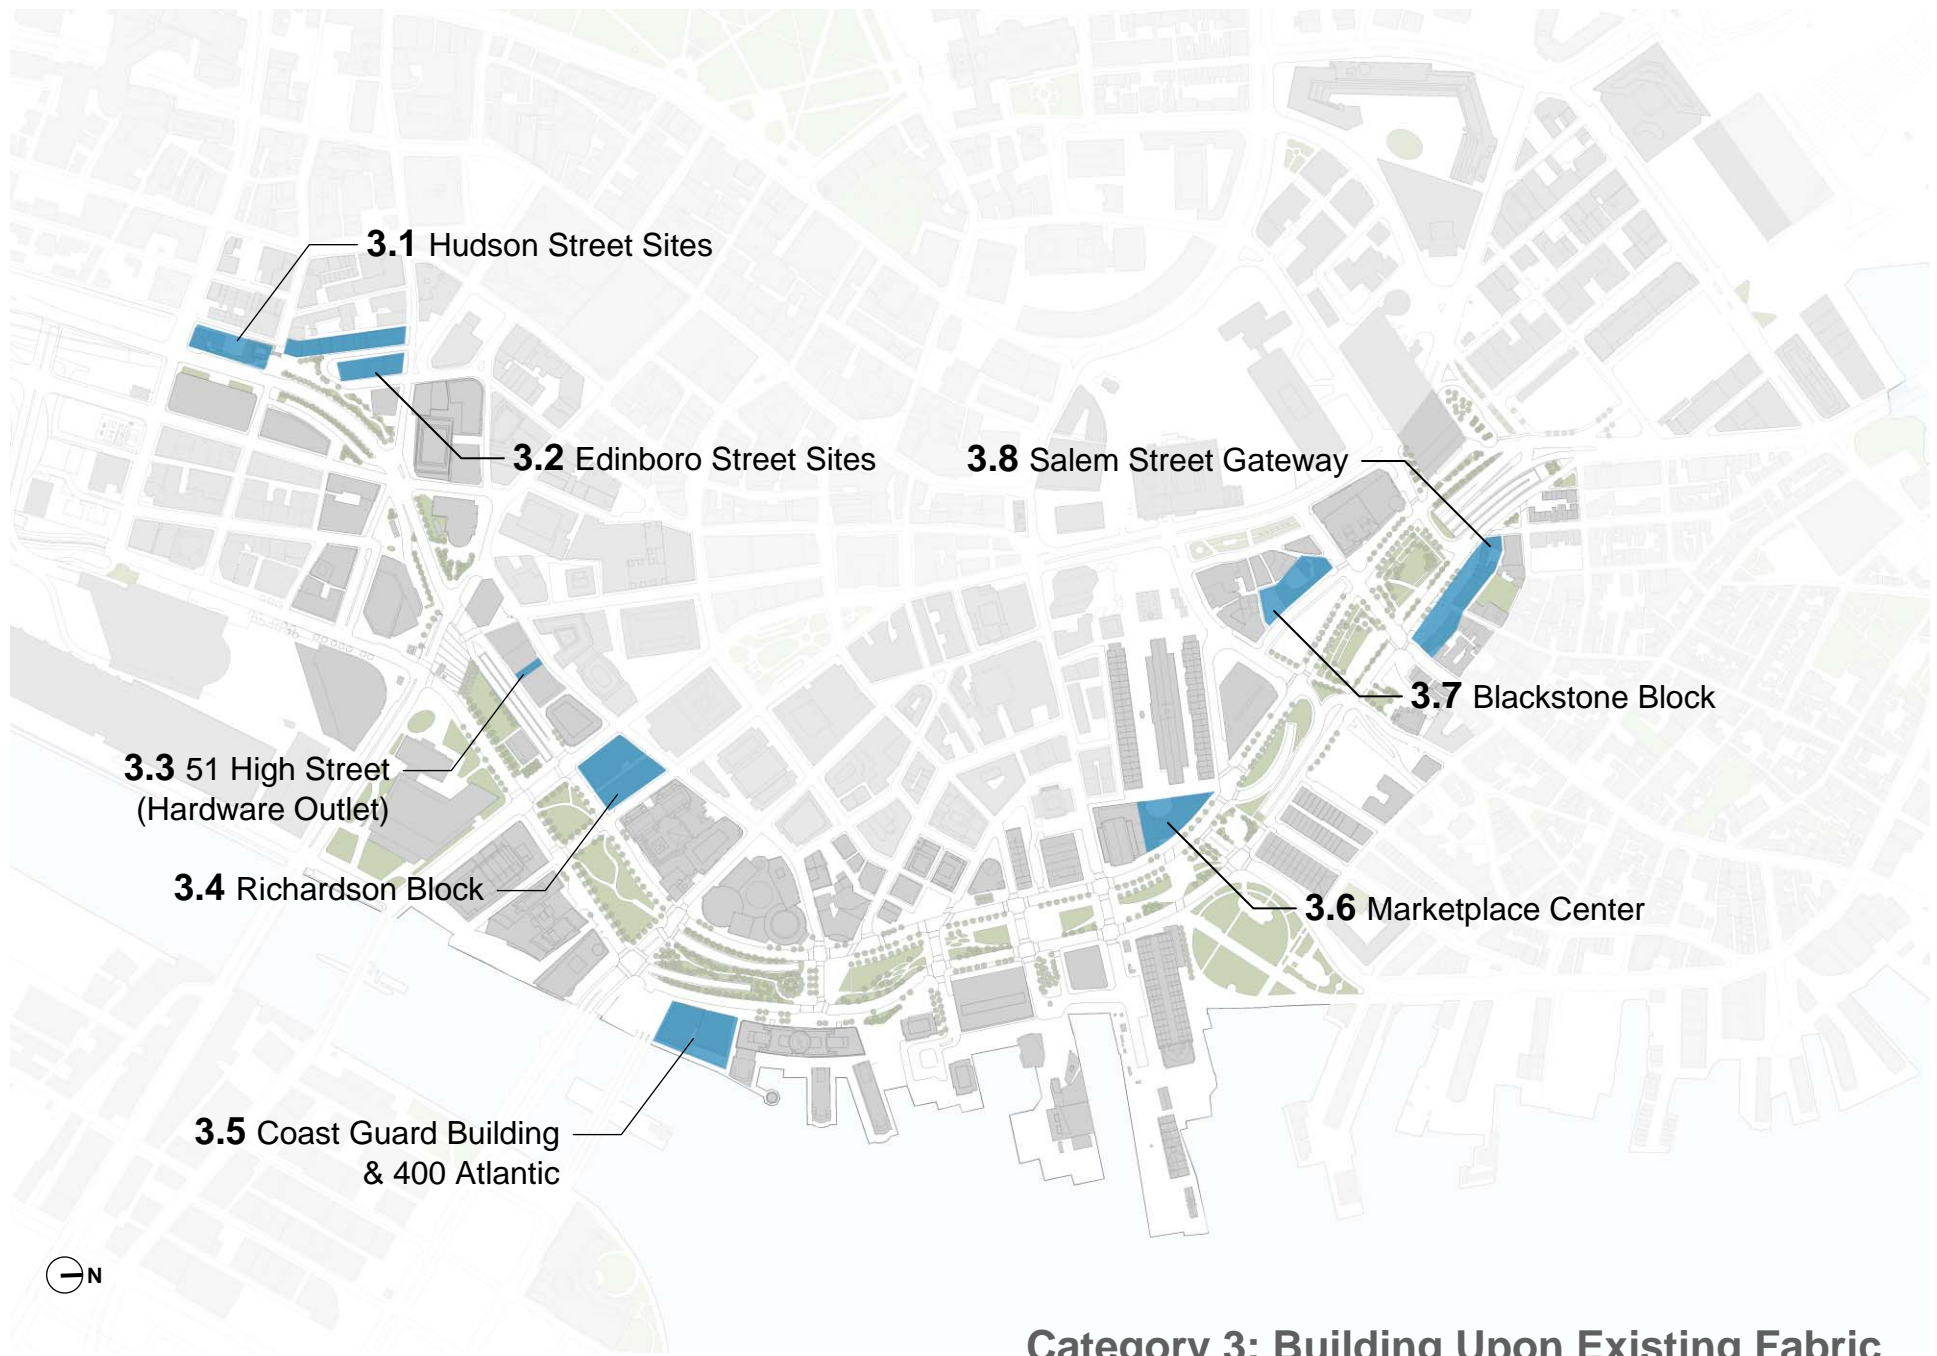 3.1 Hudson Street Sites
3.2 Edinboro Street Sites
3.8 Salem Street Gateway
3.7 Blackstone Block
3.3 51 High Street
(Hardware Outlet)
3.4 Richardson Block
3.6 Marketplace Center
3.5 Coast Guard Building
& 400 Atlantic
N
Category 3: Building Upon Existing Fabric